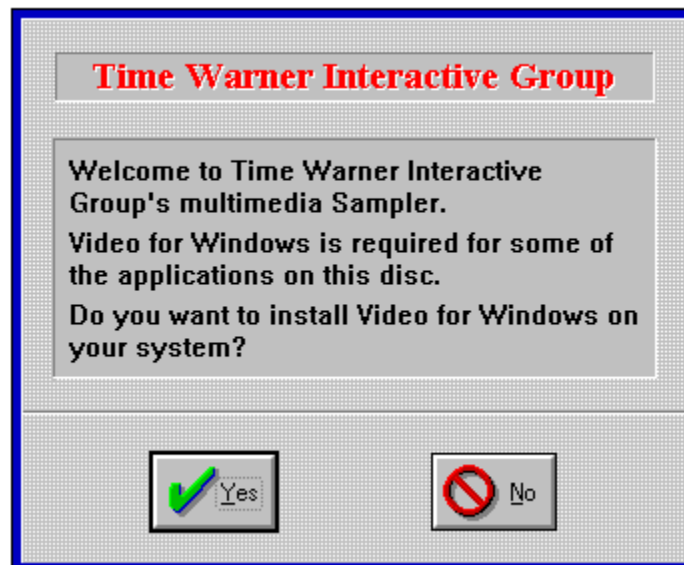 Time Warner Interactive Group
Welcome to Time Warner Interactive
Group's multimedia Sampler.
Video for Windows is required for some of
the applications on this disc.
Do you want to install Video for Windows on
your system?
Yes
No